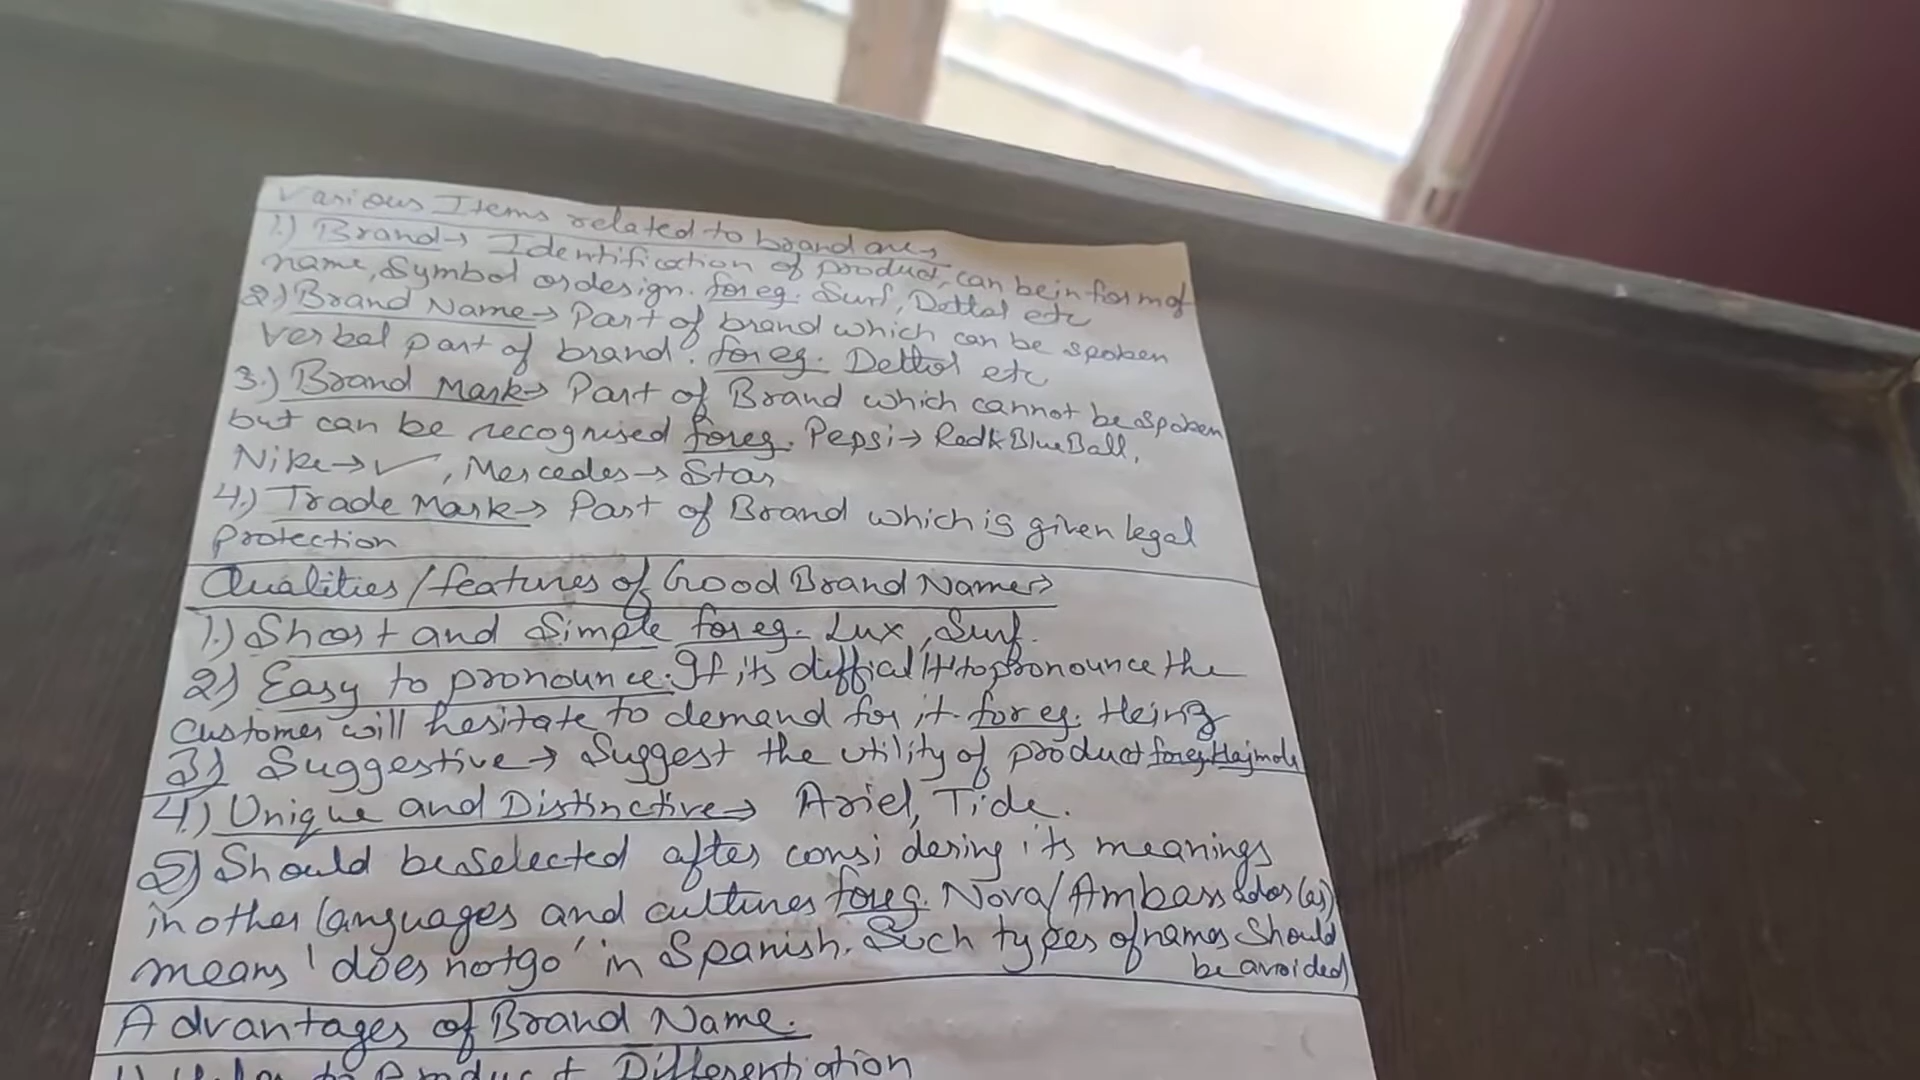 Various Items related to brand are→
1.) Brand→ Identification of product, can be in form of
name, Symbol or design. for eg. Surf, Dettol etc
2.) Brand Name→ Part of brand which can be spoken
Verbal part of brand. for eg. Dettol etc
3.) Brand Mark→ Part of Brand which cannot be spoken
but can be recognised for eg. Pepsi→ Red & Blue Ball,
Nike→✓, Mercedes→ Star
4.) Trade Mark→ Part of Brand which is given legal
Protection
Qualities/features of Good Brand Name→
1.) Short and Simple for eg. Lux, Surf.
2) Easy to pronounce. If its difficult to pronounce the
Customer will hesitate to demand for it. for eg.
3) Suggestive→ Suggest the utility of product for eg. Hajmola
4.) Unique and Distinctive→ Ariel, Tide.
5) Should be Selected after considering its meanings
in other languages and cultures for eg. Nova/Ambassador (as)
means 'does not go' in Spanish. Such types of names Should
be avoided
Advantages of Brand Name.
1) Helps to Product Differentiation